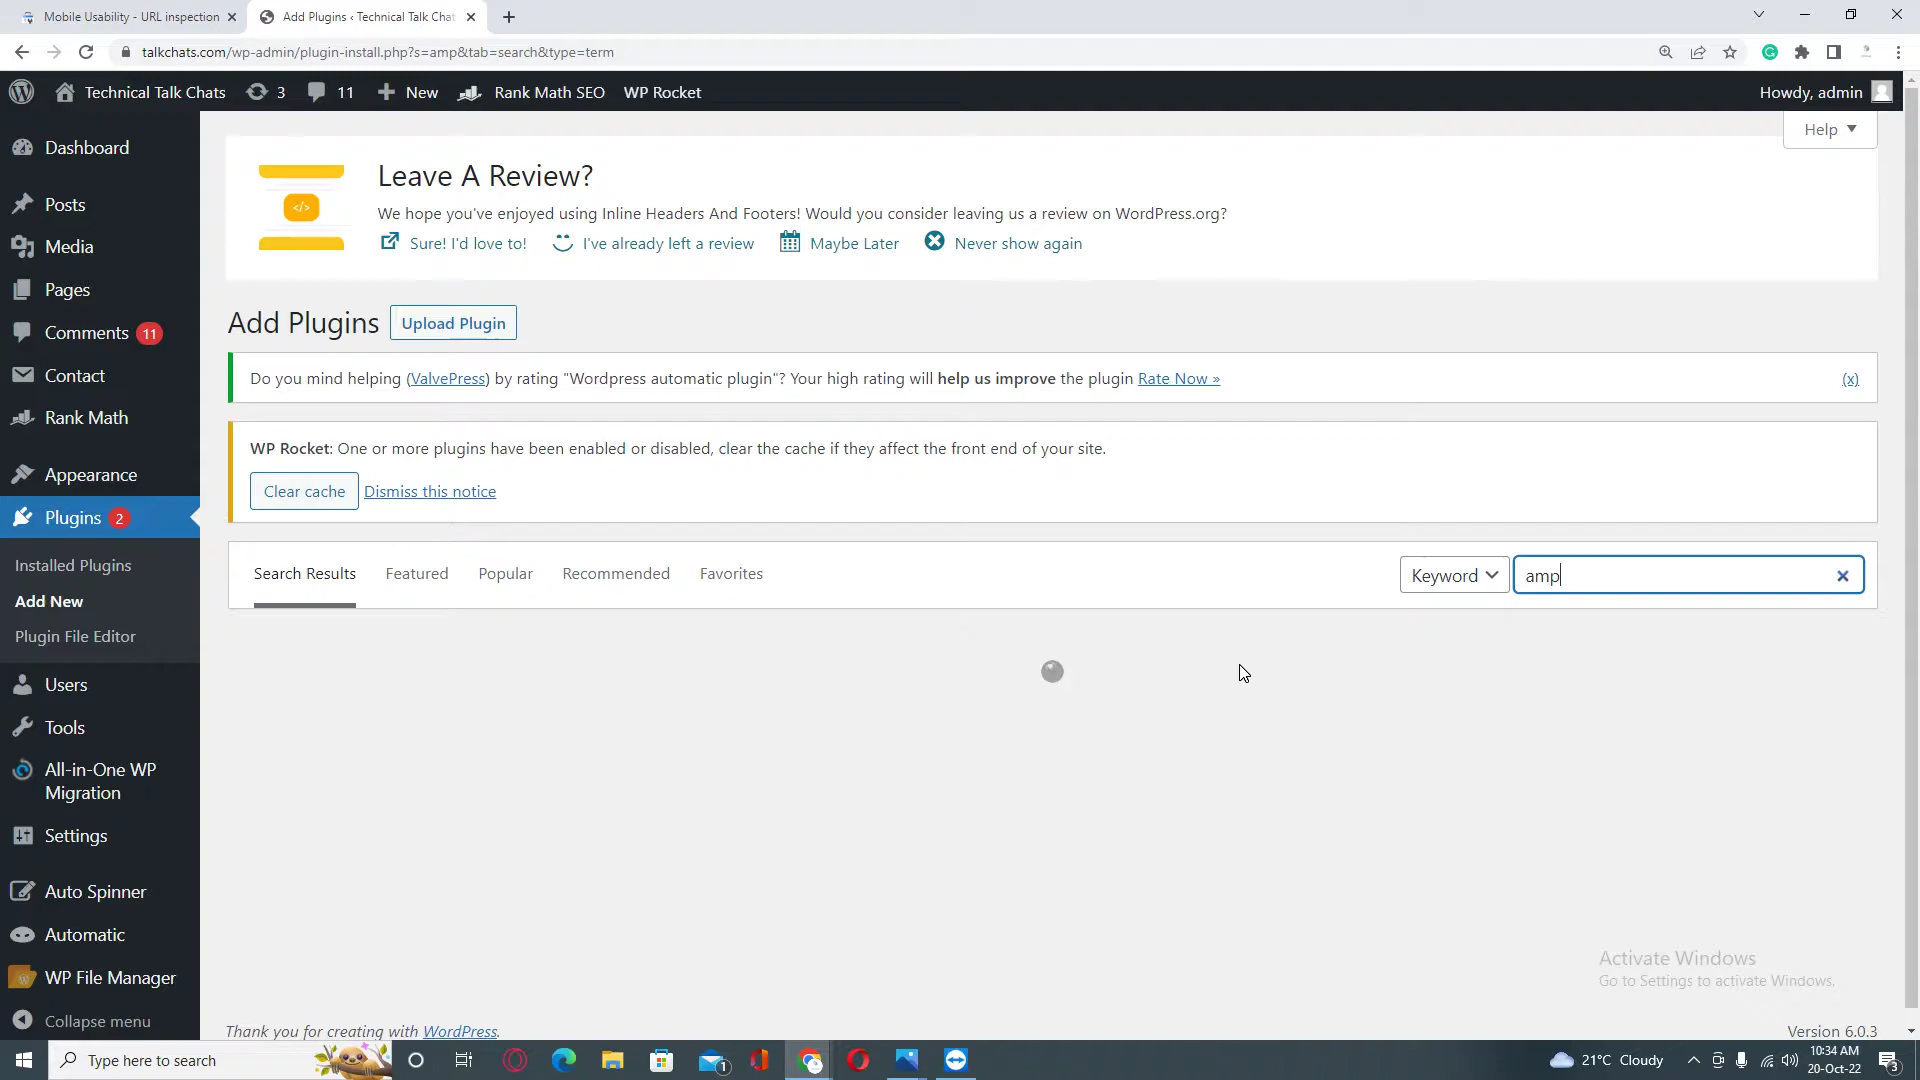 Mobile Usability - URL inspection
Add Plugins ‹ Technical Talk Chat
talkchats.com/wp-admin/plugin-install.php?s=amp&tab=search&type=term
Technical Talk Chats 3 11 New Rank Math SEO WP Rocket Howdy, admin
Help
Dashboard
Posts
Media
Pages
Comments 11
Contact
Rank Math
Appearance
Plugins 2
Installed Plugins
Add New
Plugin File Editor
Users
Tools
All-in-One WP
Migration
Settings
Auto Spinner
Automatic
WP File Manager
Collapse menu
</>
Leave A Review?
We hope you've enjoyed using Inline Headers And Footers! Would you consider leaving us a review on WordPress.org?
Sure! I'd love to! I've already left a review Maybe Later Never show again
Add Plugins Upload Plugin
Do you mind helping (ValvePress) by rating "Wordpress automatic plugin"? Your high rating will help us improve the plugin Rate Now » (x)
WP Rocket: One or more plugins have been enabled or disabled, clear the cache if they affect the front end of your site.
Clear cache Dismiss this notice
Search Results Featured Popular Recommended Favorites Keyword amp
Activate Windows
Go to Settings to activate Windows.
Thank you for creating with WordPress. Version 6.0.3
Type here to search 1 21°C Cloudy 10:34 AM
20-Oct-22 3